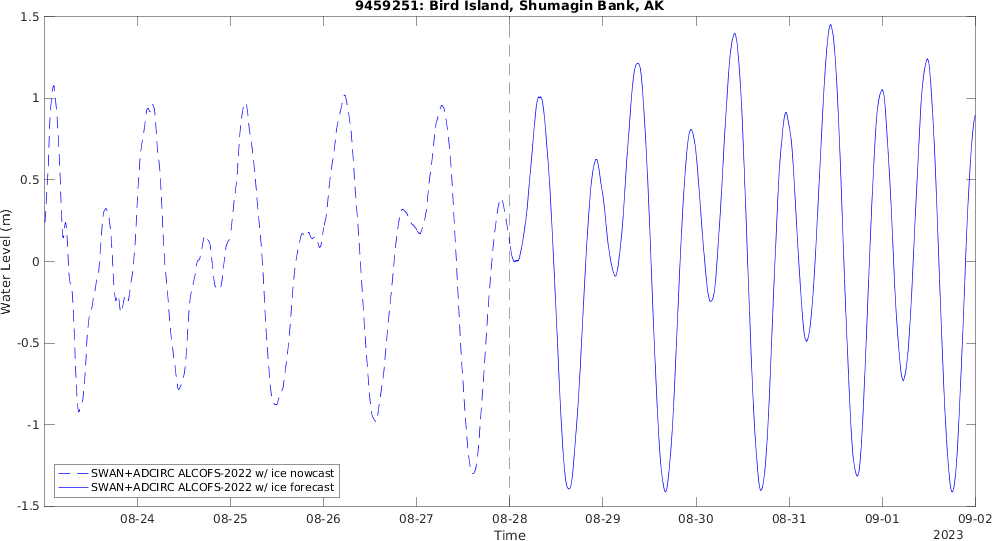 9459251: Bird Island, Shumagin Bank, AK
1.5
1
0.5
0
-0.5
-1
-1.5
Water Level (m)
SWAN+ADCIRC ALCOFS-2022 w/ ice nowcast
SWAN+ADCIRC ALCOFS-2022 w/ ice forecast
08-24 08-25 08-26 08-27 08-28 08-29 08-30 08-31 09-01 09-02
Time
2023